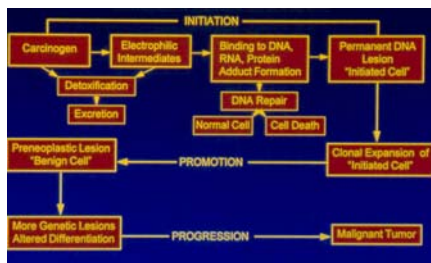 INITIATION
Carcinogen
Electrophilic
Intermediates
Binding to DNA,
RNA, Protein
Adduct Formation
Permanent DNA
Lesion
"Initiated Cell"
Detoxification
DNA Repair
Excretion
Normal Cell
Cell Death
Preneoplastic Lesion
"Benign Cell"
PROMOTION
Clonal Expansion of
"Initiated Cell"
More Genetic Lesions
Altered Differentiation
PROGRESSION
Malignant Tumor